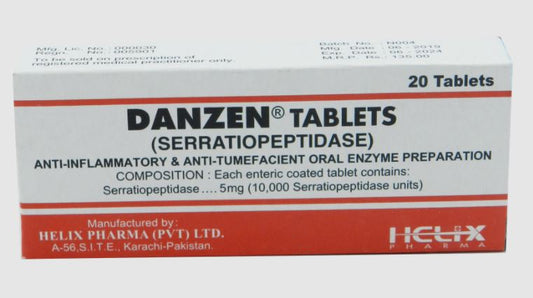 Mfg. Lic. No.: 000030
Regn. No.: 005901
To be sold on prescription of
registered medical practitioner only.
Batch No.: N004
Mfg. Date : 06 - 2019
Exp. Date : 06 - 2024
M.R.P. Rs.: 135.00
20 Tablets
DANZEN® TABLETS
(SERRATIOPEPTIDASE)
ANTI-INFLAMMATORY & ANTI-TUMEFACIENT ORAL ENZYME PREPARATION
COMPOSITION : Each enteric coated tablet contains:
Serratiopeptidase .... 5mg (10,000 Serratiopeptidase units)
Manufactured by :
HELIX PHARMA (PVT) LTD.
A-56, S.I.T.E., Karachi-Pakistan.
HELIX
PHARMA